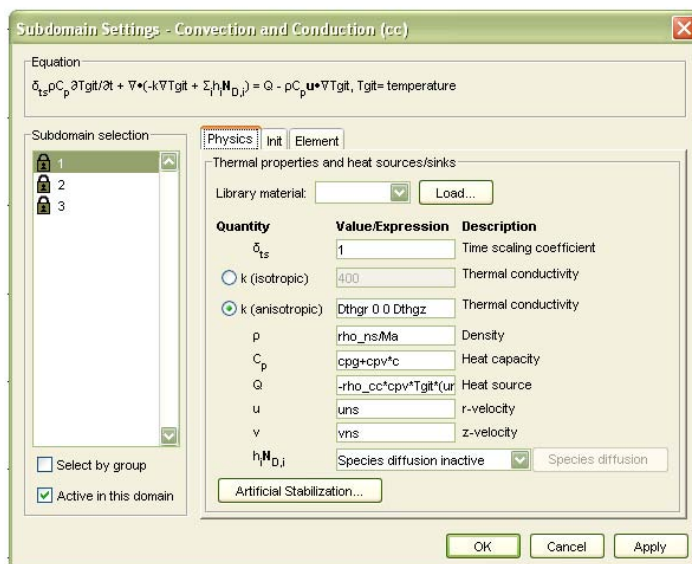 Subdomain Settings - Convection and Conduction (cc)
Equation
δtsρCp∂Tgit/∂t + ∇•(-k∇Tgit + ΣihiND,i) = Q - ρCpu•∇Tgit, Tgit= temperature
Subdomain selection
1
2
3
Select by group
Active in this domain
Physics Init Element
Thermal properties and heat sources/sinks
Library material: Load...
Quantity Value/Expression Description
δts 1 Time scaling coefficient
k (isotropic) 400 Thermal conductivity
k (anisotropic) Dthgr 0 0 Dthgz Thermal conductivity
ρ rho_ns/Ma Density
Cp cpg+cpv*c Heat capacity
Q -rho_cc*cpv*Tgit*(ur Heat source
u uns r-velocity
v vns z-velocity
hiND,i Species diffusion inactive Species diffusion
Artificial Stabilization...
OK Cancel Apply